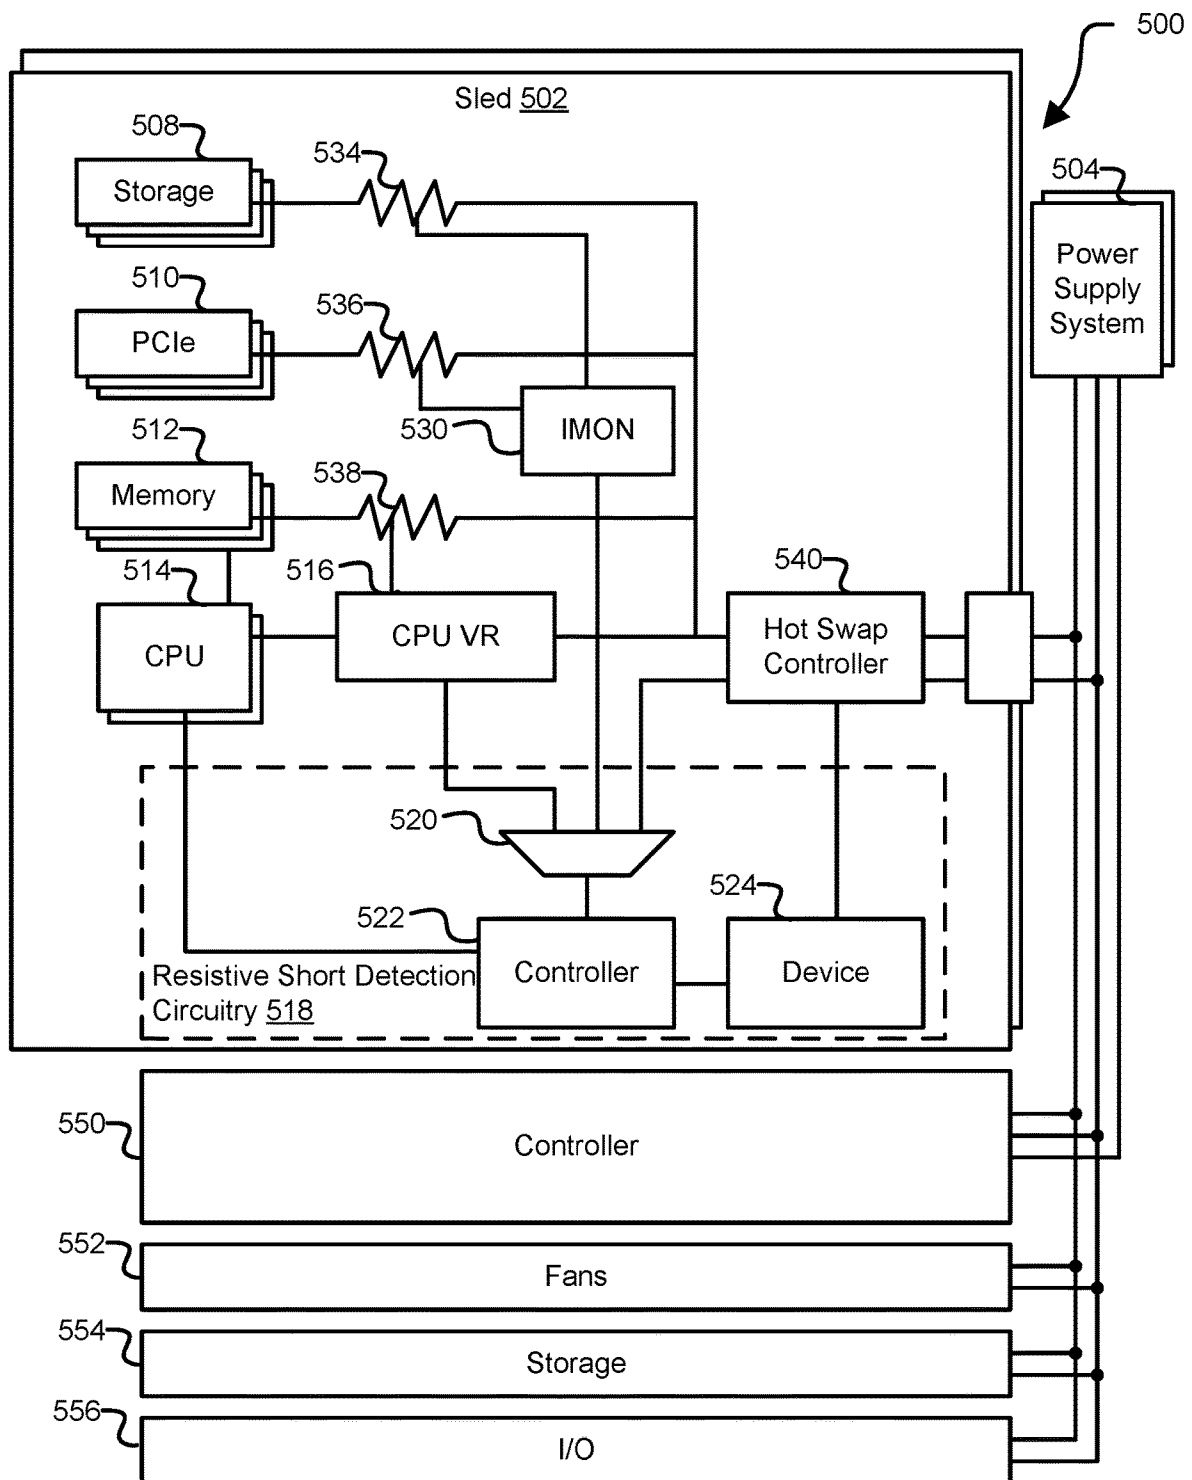 500
Sled 502
508
534
504
Storage
Power
Supply
System
510
536
PCIe
530
IMON
512
538
Memory
514
516
540
CPU
CPU VR
Hot Swap
Controller
520
524
522
Controller
Device
Resistive Short Detection
Circuitry 518
550
Controller
552
Fans
554
Storage
556
I/O